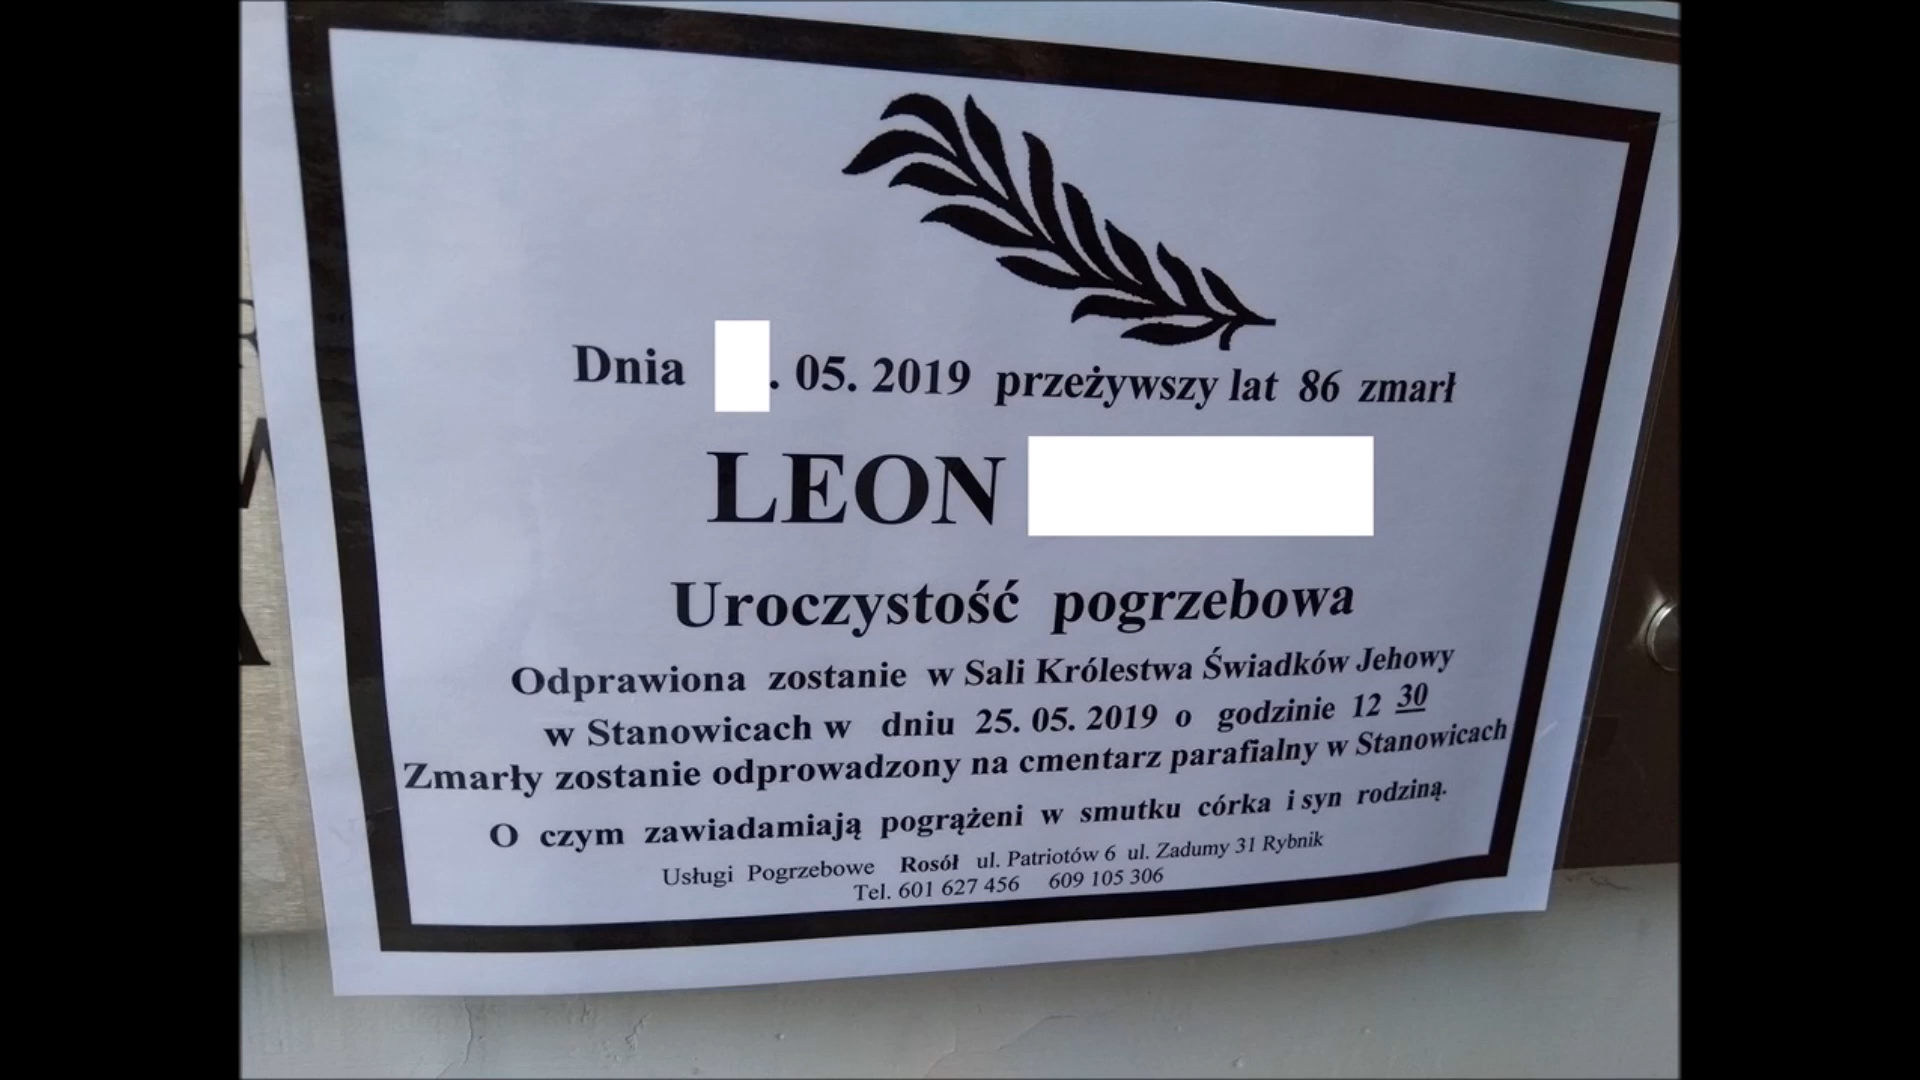 Dnia . 05. 2019 przeżywszy lat 86 zmarł
LEON
Uroczystość pogrzebowa
Odprawiona zostanie w Sali Królestwa Świadków Jehowy
w Stanowicach w dniu 25. 05. 2019 o godzinie 12 30
Zmarły zostanie odprowadzony na cmentarz parafialny w Stanowicach
O czym zawiadamiają pogrążeni w smutku córka i syn rodziną.
Usługi Pogrzebowe Rosół ul. Patriotów 6 ul. Zadumy 31 Rybnik
Tel. 601 627 456 609 105 306